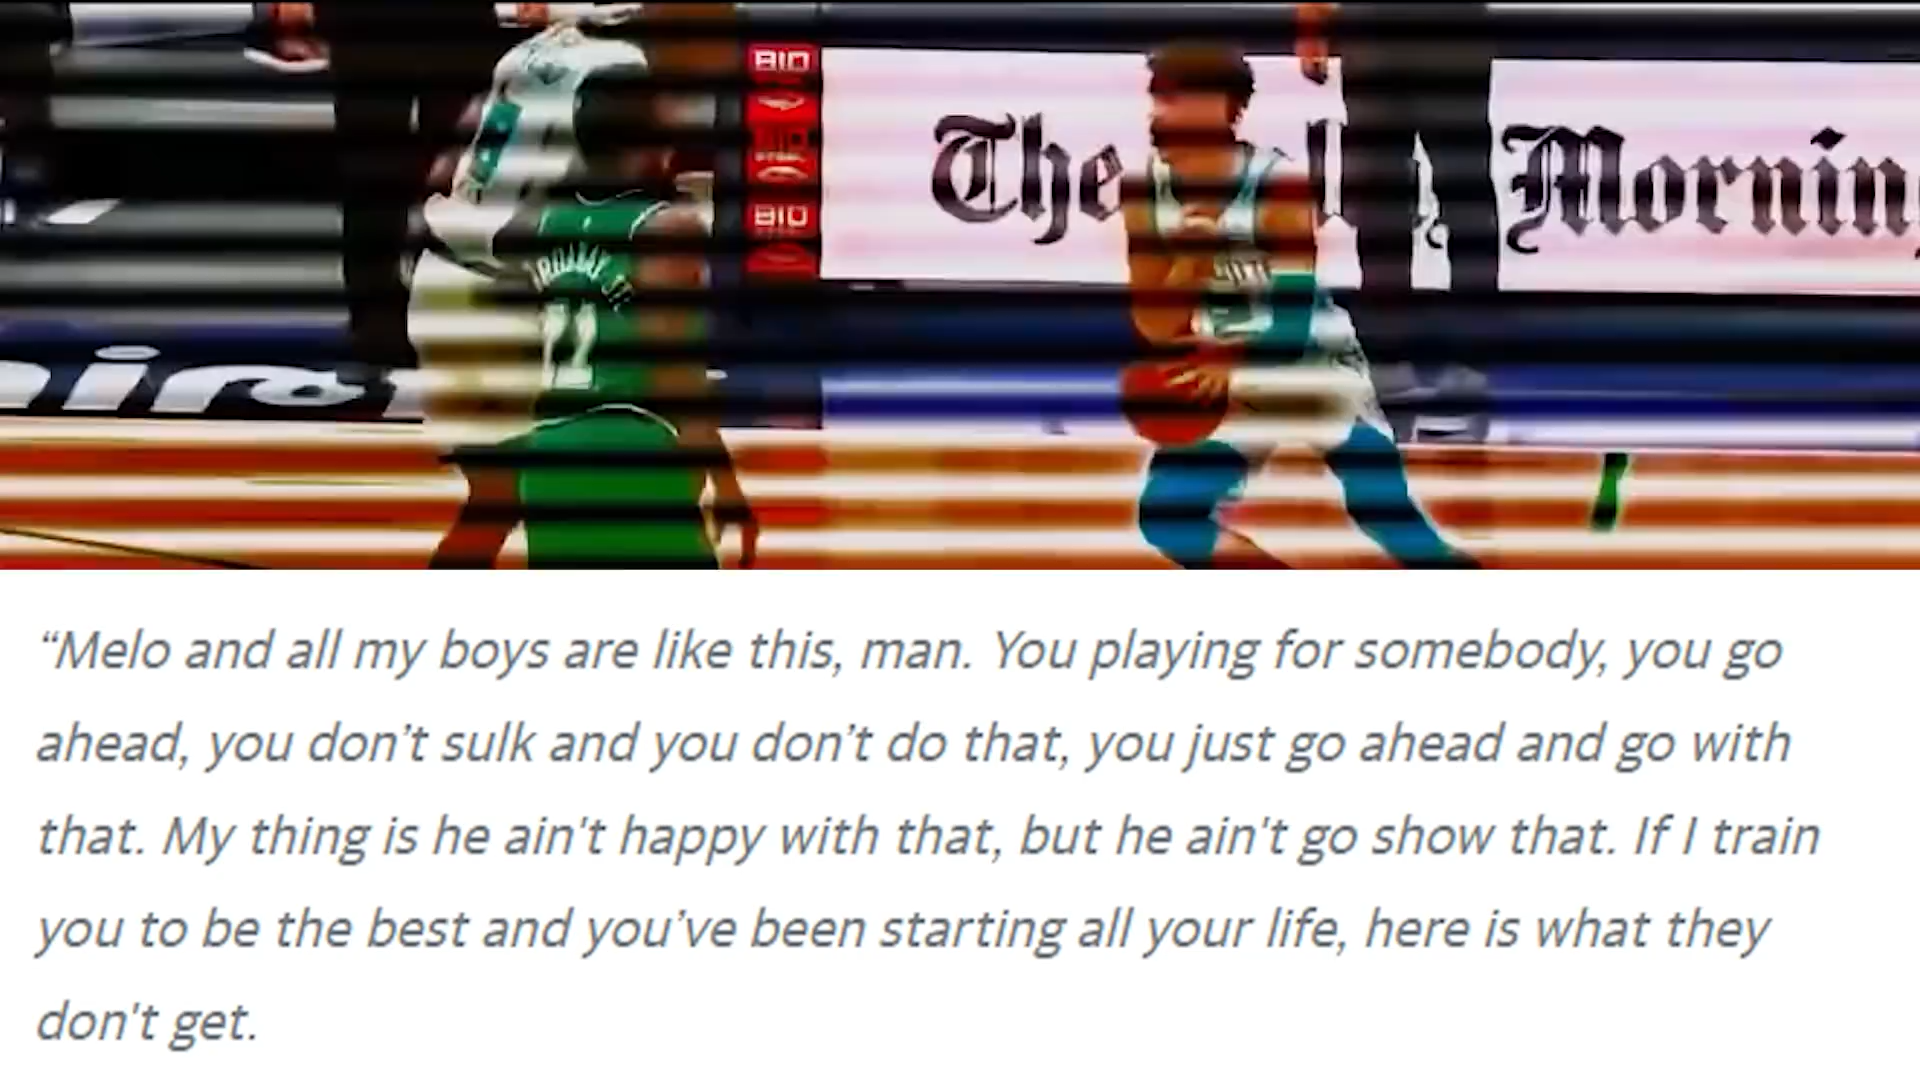 BIO
BIO
The
Mornin
“Melo and all my boys are like this, man. You playing for somebody, you go
ahead, you don’t sulk and you don’t do that, you just go ahead and go with
that. My thing is he ain't happy with that, but he ain't go show that. If I train
you to be the best and you’ve been starting all your life, here is what they
don't get.